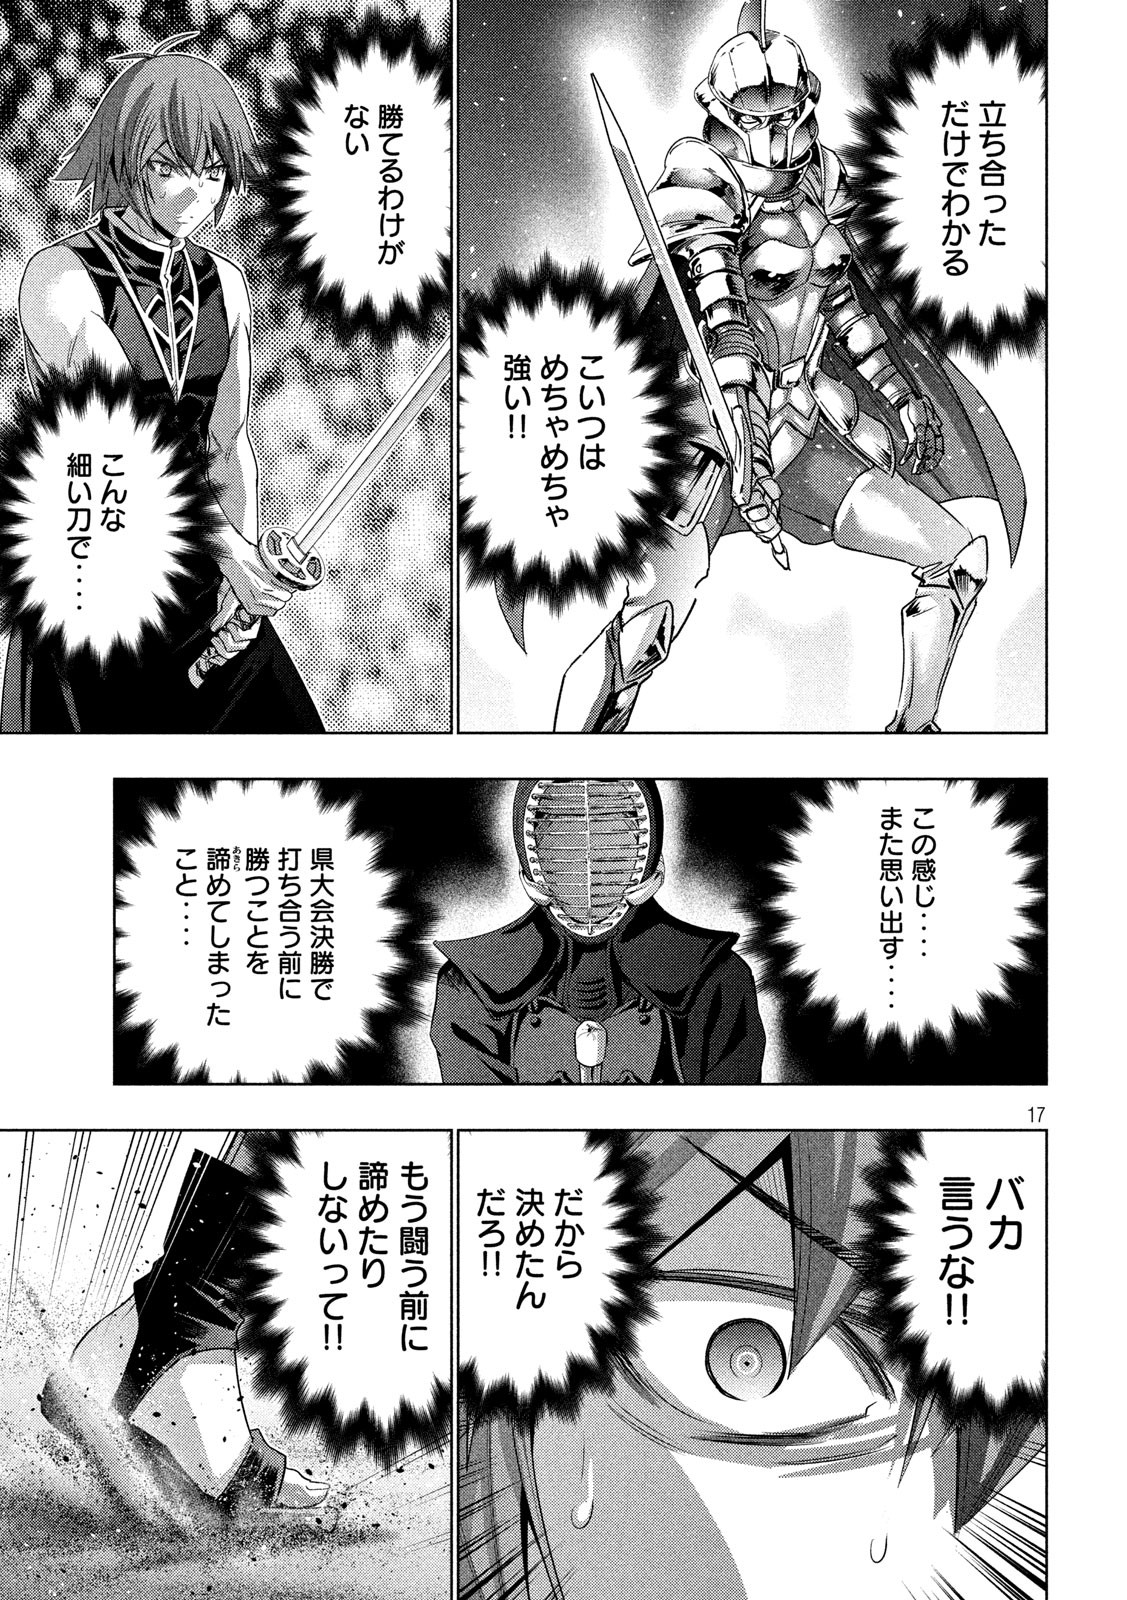 立ち合った
だけでわかる
こいつは
めちゃめちゃ
強い!!
勝てるわけが
ない
こんな
細い刀で‥‥
この感じ‥‥
また思い出す‥‥
県大会決勝で
打ち合う前に
勝つことを
諦めてしまった
あきら
こと‥‥
17
バカ
言うな!!
だから
決めたん
だろ!!
もう闘う前に
諦めたり
しないって!!